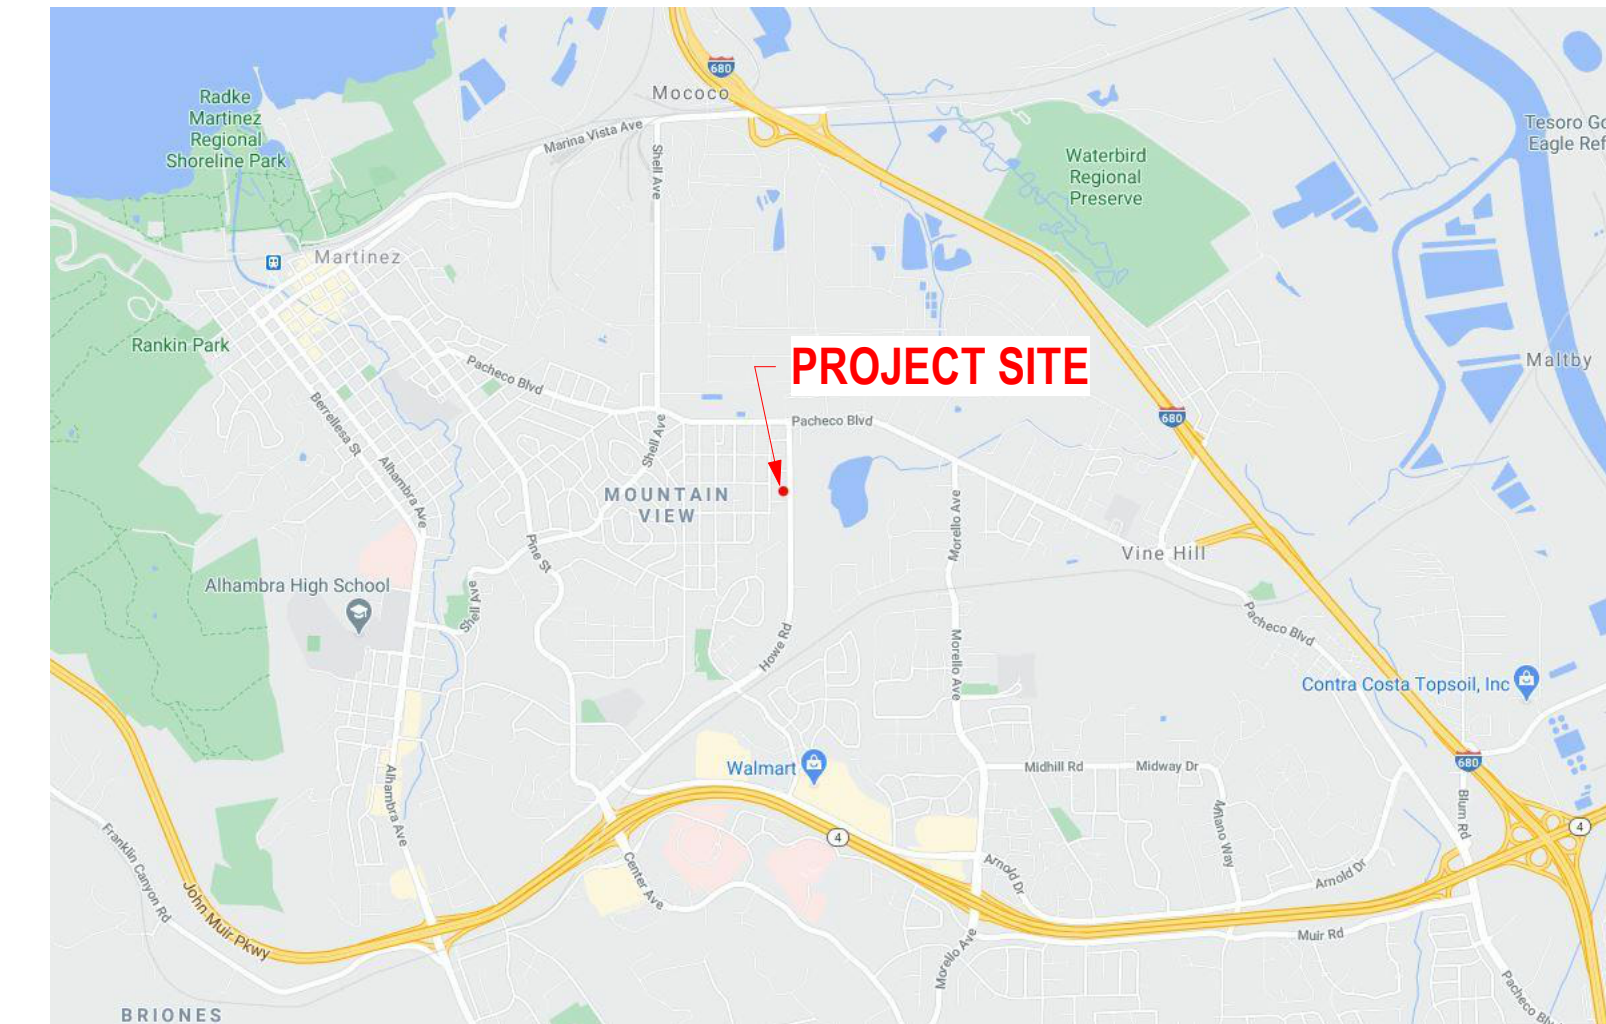 680
Mococo
Radke
Martinez
Regional
Shoreline Park
Marina Vista Ave
Shell Ave
Waterbird
Regional
Preserve
Tesoro Go
Eagle Ref
Martinez
Rankin Park
Pacheco Blvd
PROJECT SITE
Maltby
Berrellesa St
Alhambra Ave
Shell Ave
Pacheco Blvd
680
MOUNTAIN
VIEW
Morello Ave
Pine St
Vine Hill
Alhambra High School
Shell Ave
Howe Rd
Morello Ave
Pacheco Blvd
Contra Costa Topsoil, Inc
Walmart
Midhill Rd
Midway Dr
680
Alhambra Ave
Blum Rd
Arnold Dr
4
4
Franklin Canyon Rd
Center Ave
Arnold Dr
John Muir Pkwy
Muir Rd
Morello Ave
Pacheco Blv
BRIONES